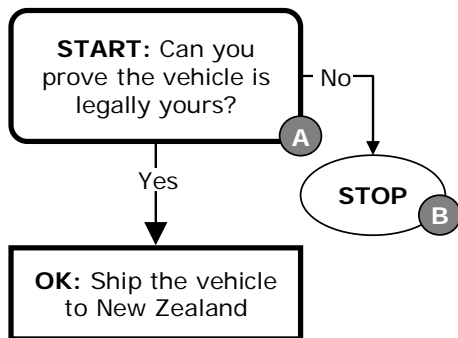 START: Can you
prove the vehicle is
legally yours?
No
A
Yes
STOP
B
OK: Ship the vehicle
to New Zealand